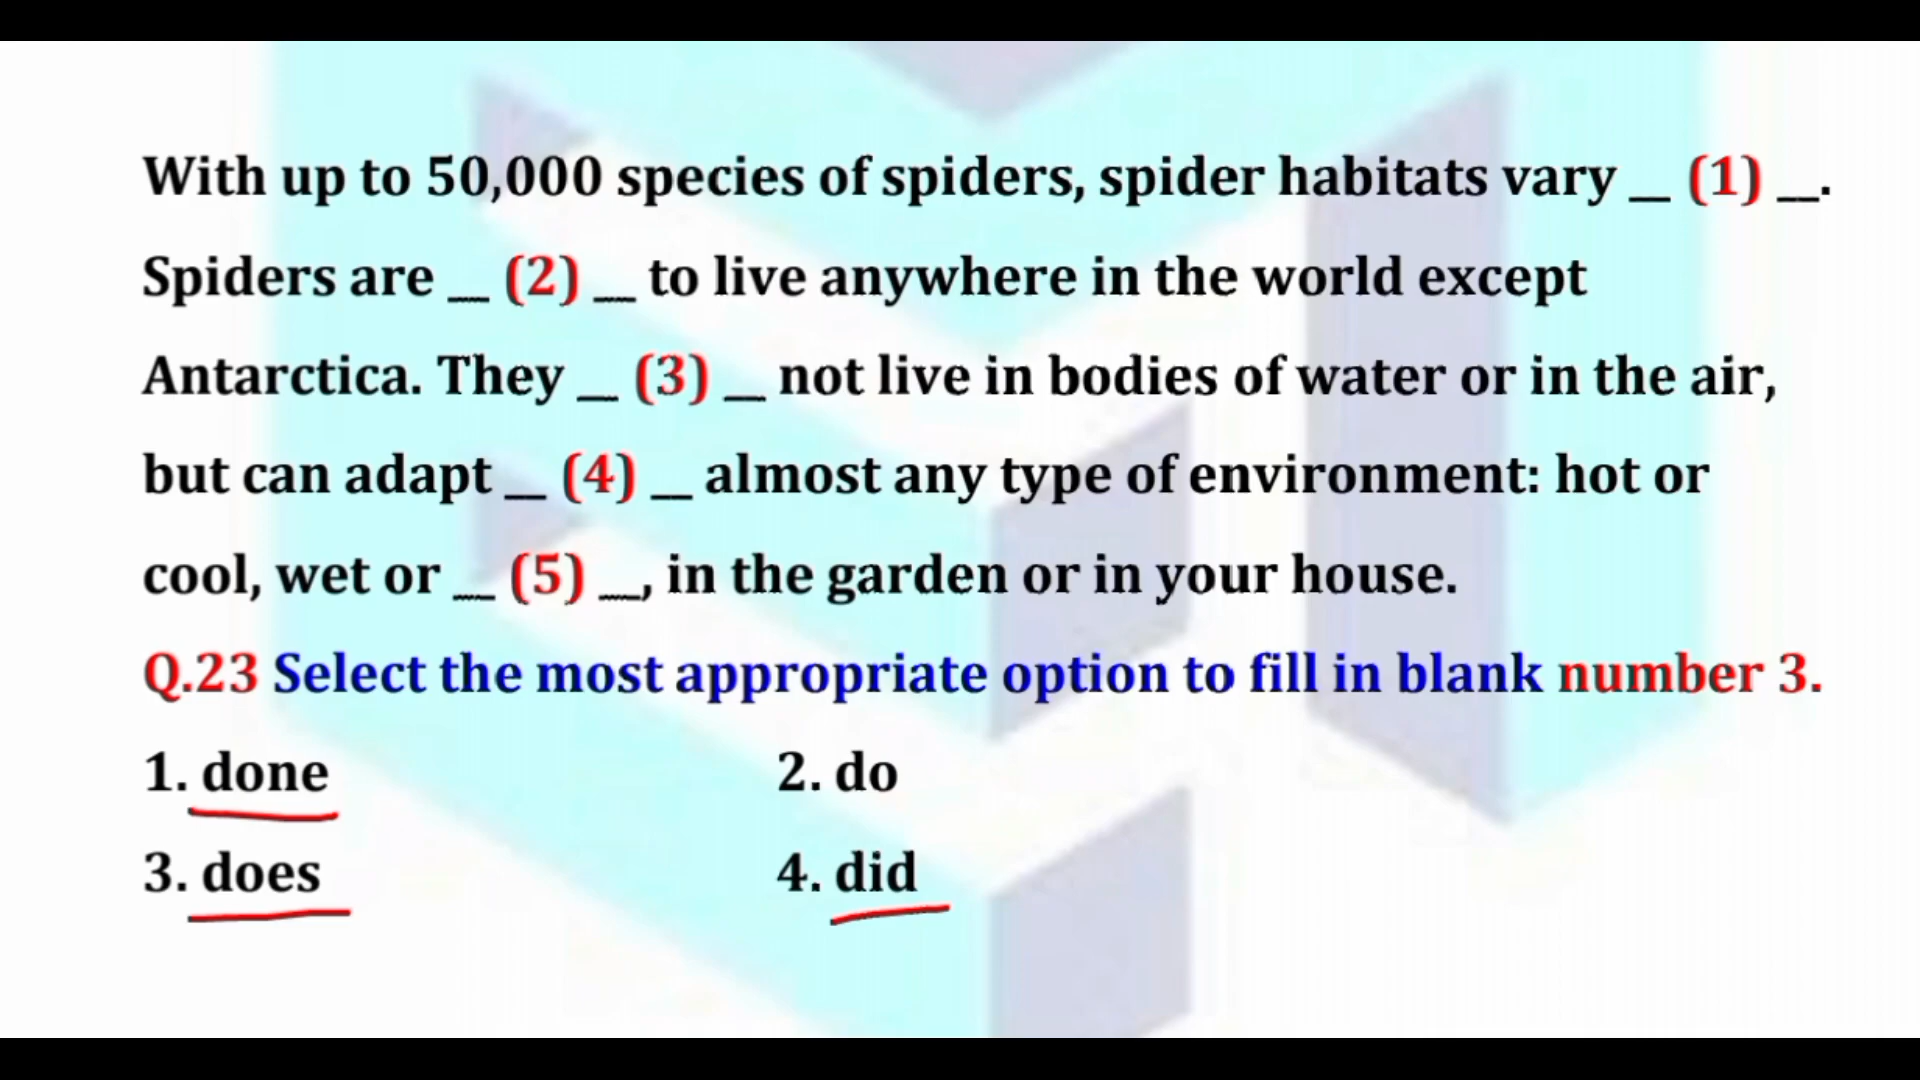 With up to 50,000 species of spiders, spider habitats vary __ (1) __.
Spiders are __ (2) __ to live anywhere in the world except
Antarctica. They __ (3) __ not live in bodies of water or in the air,
but can adapt __ (4) __ almost any type of environment: hot or
cool, wet or __ (5) __, in the garden or in your house.
Q.23 Select the most appropriate option to fill in blank number 3.
1. done 2. do
3. does 4. did